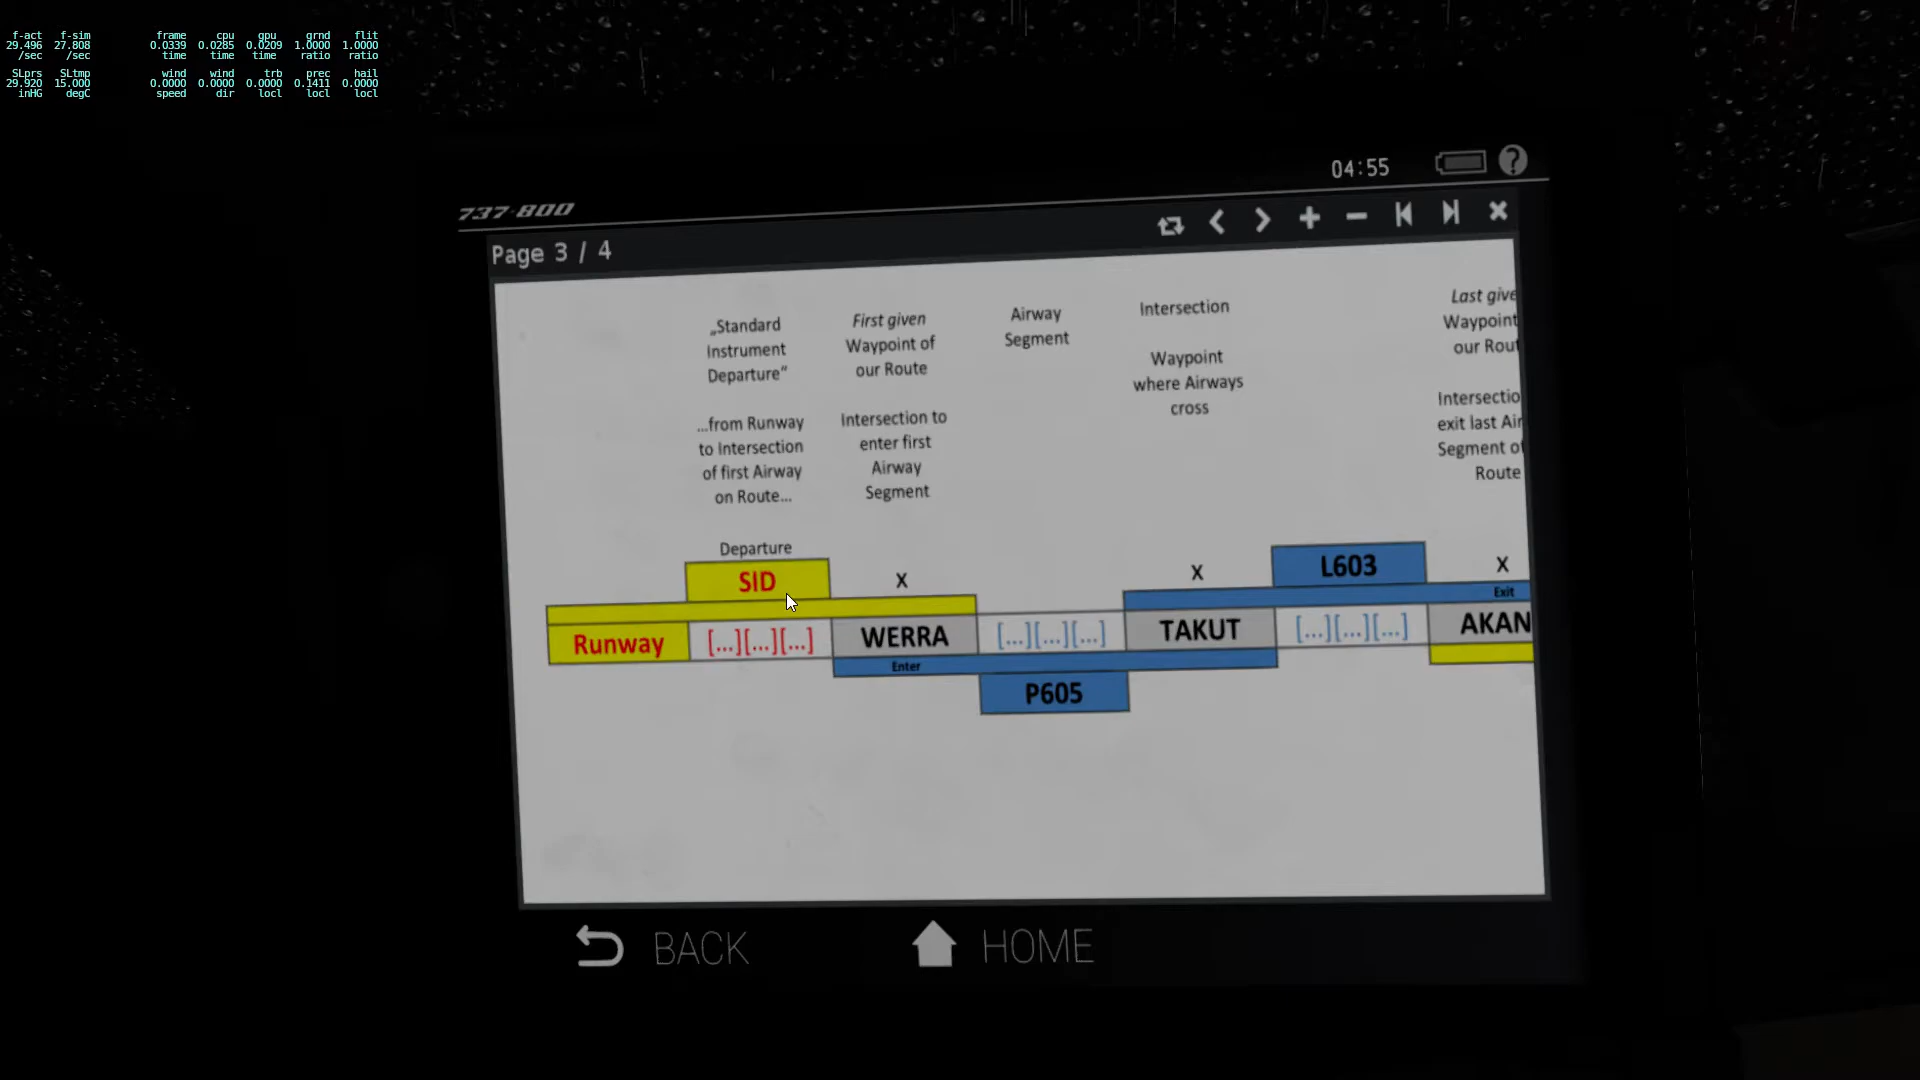 f-act f-sim frame cpu gpu grnd flit
29.496 27.808 0.0339 0.0285 0.0209 1.0000 1.0000
/sec /sec time time time ratio ratio
SLprs SLtmp wind wind trb prec hail
29.920 15.000 0.0000 0.0000 0.0000 0.1411 0.0000
inHG degC speed dir locl locl locl
04:55
737-800
Page 3 / 4
„Standard
Instrument
Departure“
...from Runway
to Intersection
of first Airway
on Route...
Departure
First given
Waypoint of
our Route
Intersection to
enter first
Airway
Segment
Airway
Segment
Intersection
Waypoint
where Airways
cross
Last give
Waypoint
our Rout
Intersectio
exit last Air
Segment o
Route
SID X X L603 X
Exit
Runway [...][...][...] WERRA [...][...][...] TAKUT [...][...][...] AKAN
Enter
P605
BACK HOME